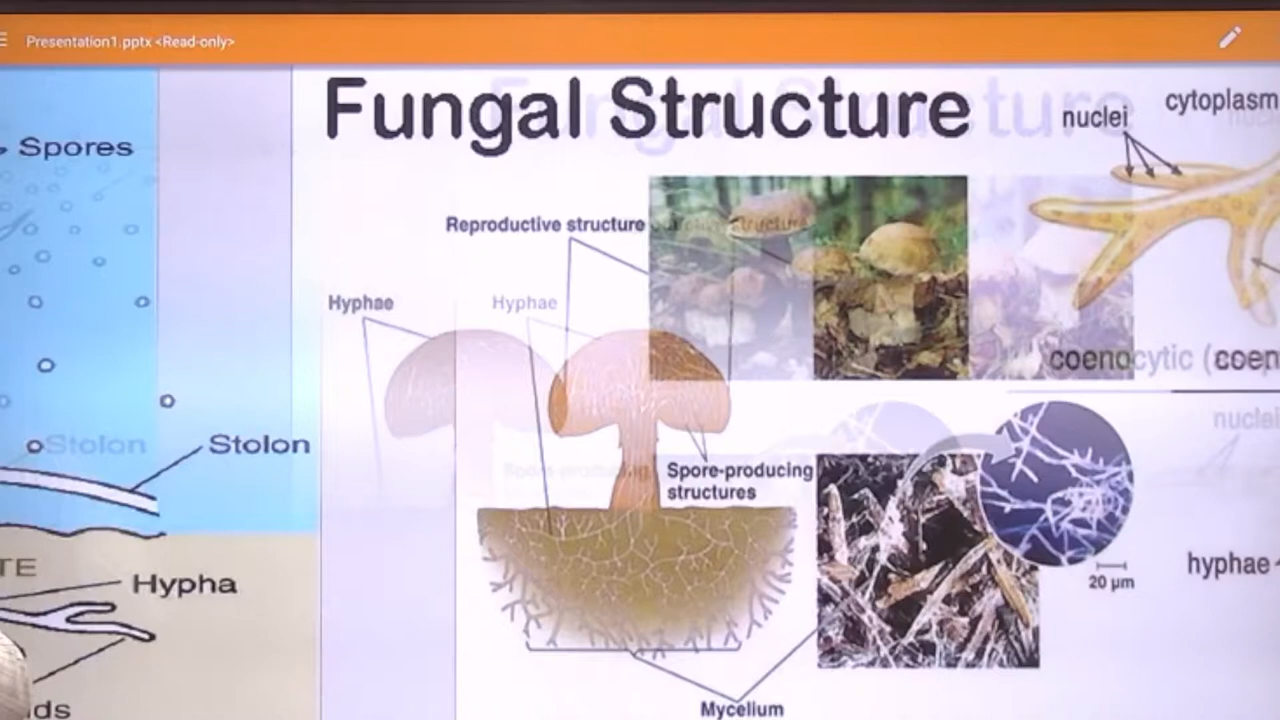 Presentation1.pptx <Read-only>
Fungal Structure
Spores
nuclei
cytoplasm
Reproductive structure
Hyphae
Hyphae
coenocytic
Stolon
Stolon
Spore-producing
structures
Hypha
hyphae
20 µm
Mycelium